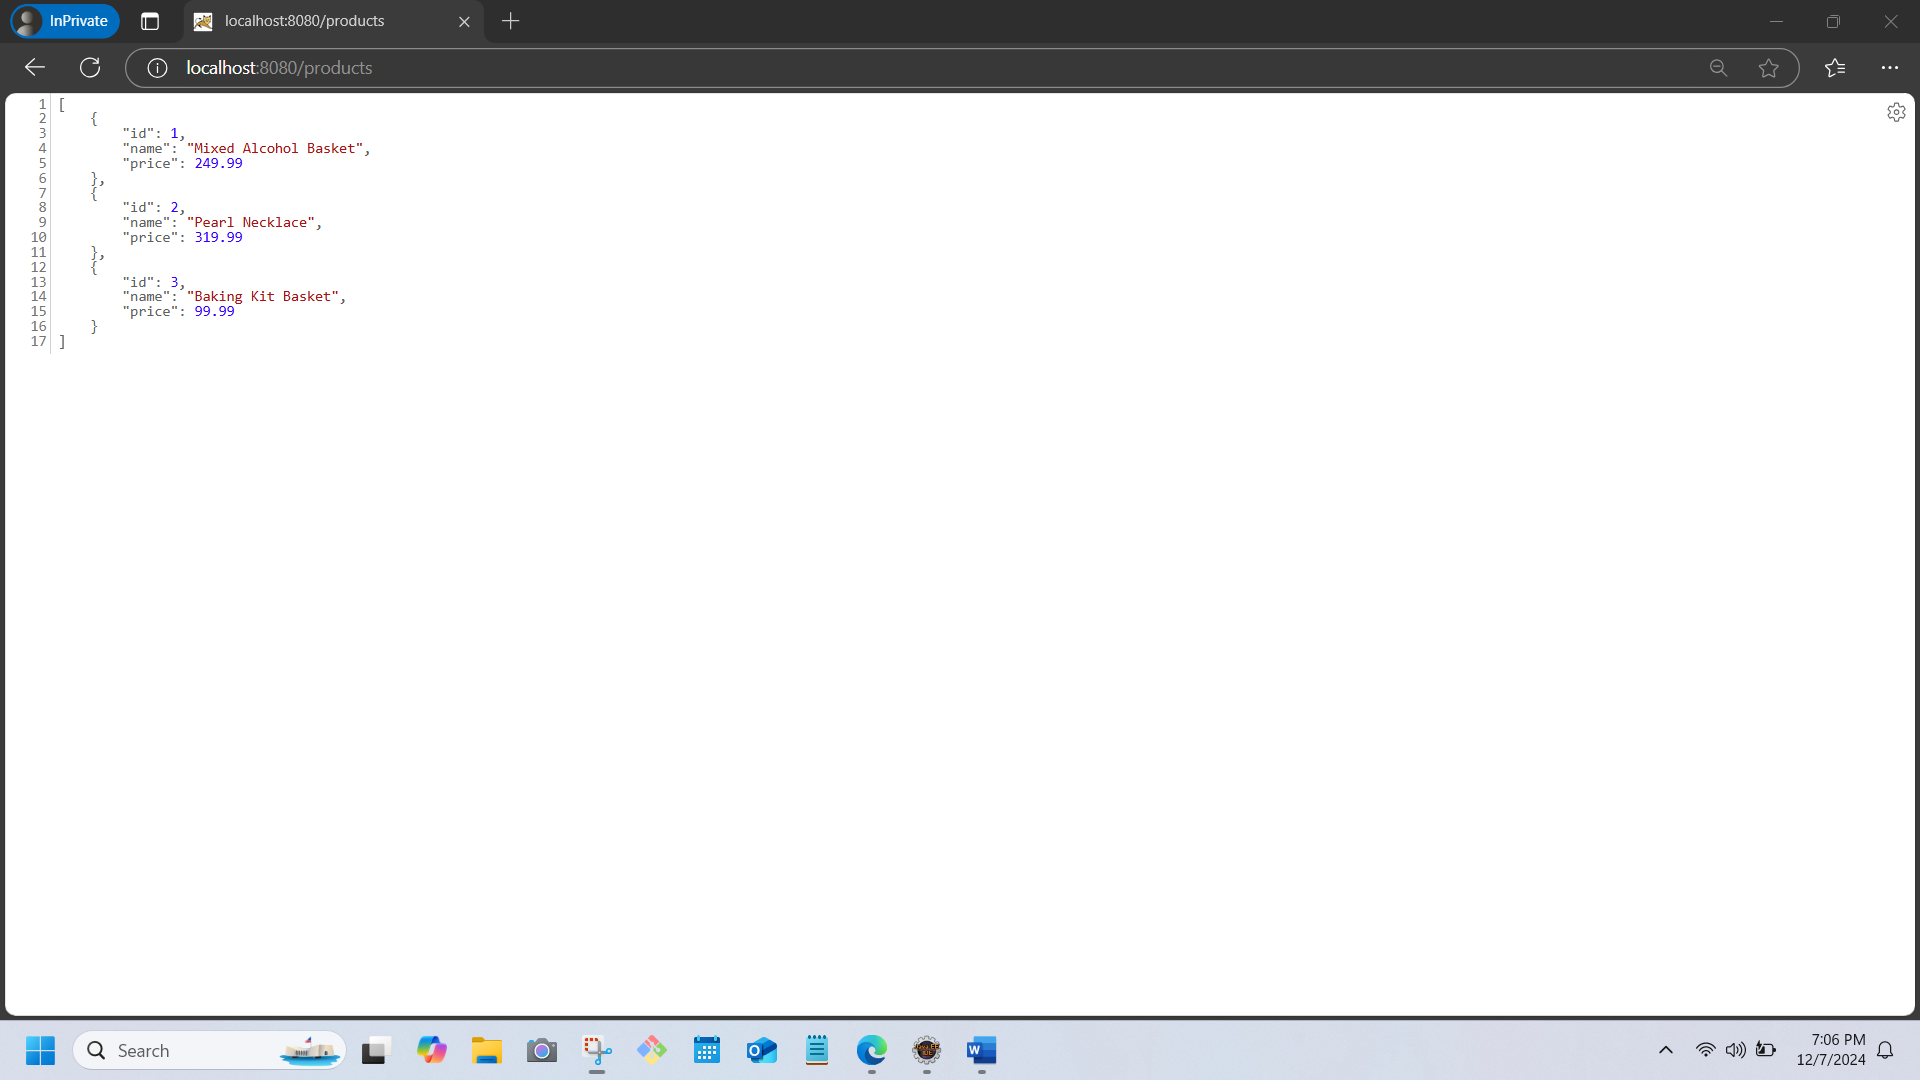 InPrivate
localhost:8080/products
localhost:8080/products
1 [
2     {
3         "id": 1,
4         "name": "Mixed Alcohol Basket",
5         "price": 249.99
6     },
7     {
8         "id": 2,
9         "name": "Pearl Necklace",
10         "price": 319.99
11     },
12     {
13         "id": 3,
14         "name": "Baking Kit Basket",
15         "price": 99.99
16     }
17 ]
Search
7:06 PM
12/7/2024